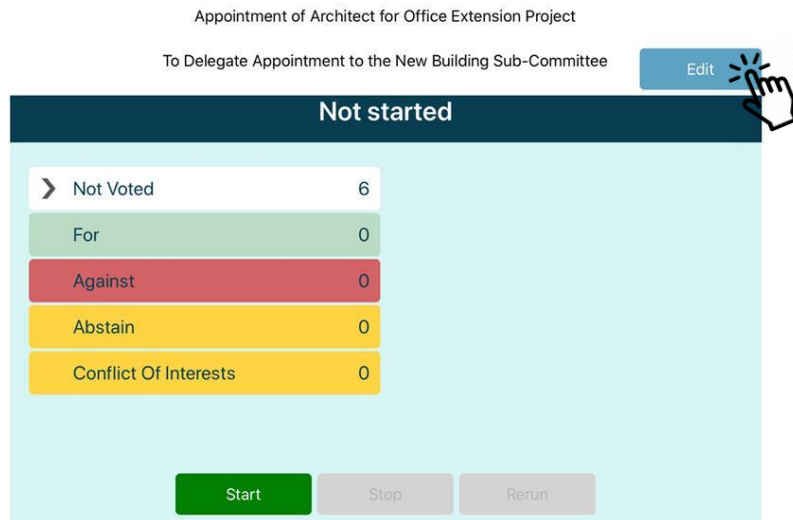 Appointment of Architect for Office Extension Project
To Delegate Appointment to the New Building Sub-Committee
Edit
Not started
Not Voted 6
For 0
Against 0
Abstain 0
Conflict Of Interests 0
Start Stop Rerun